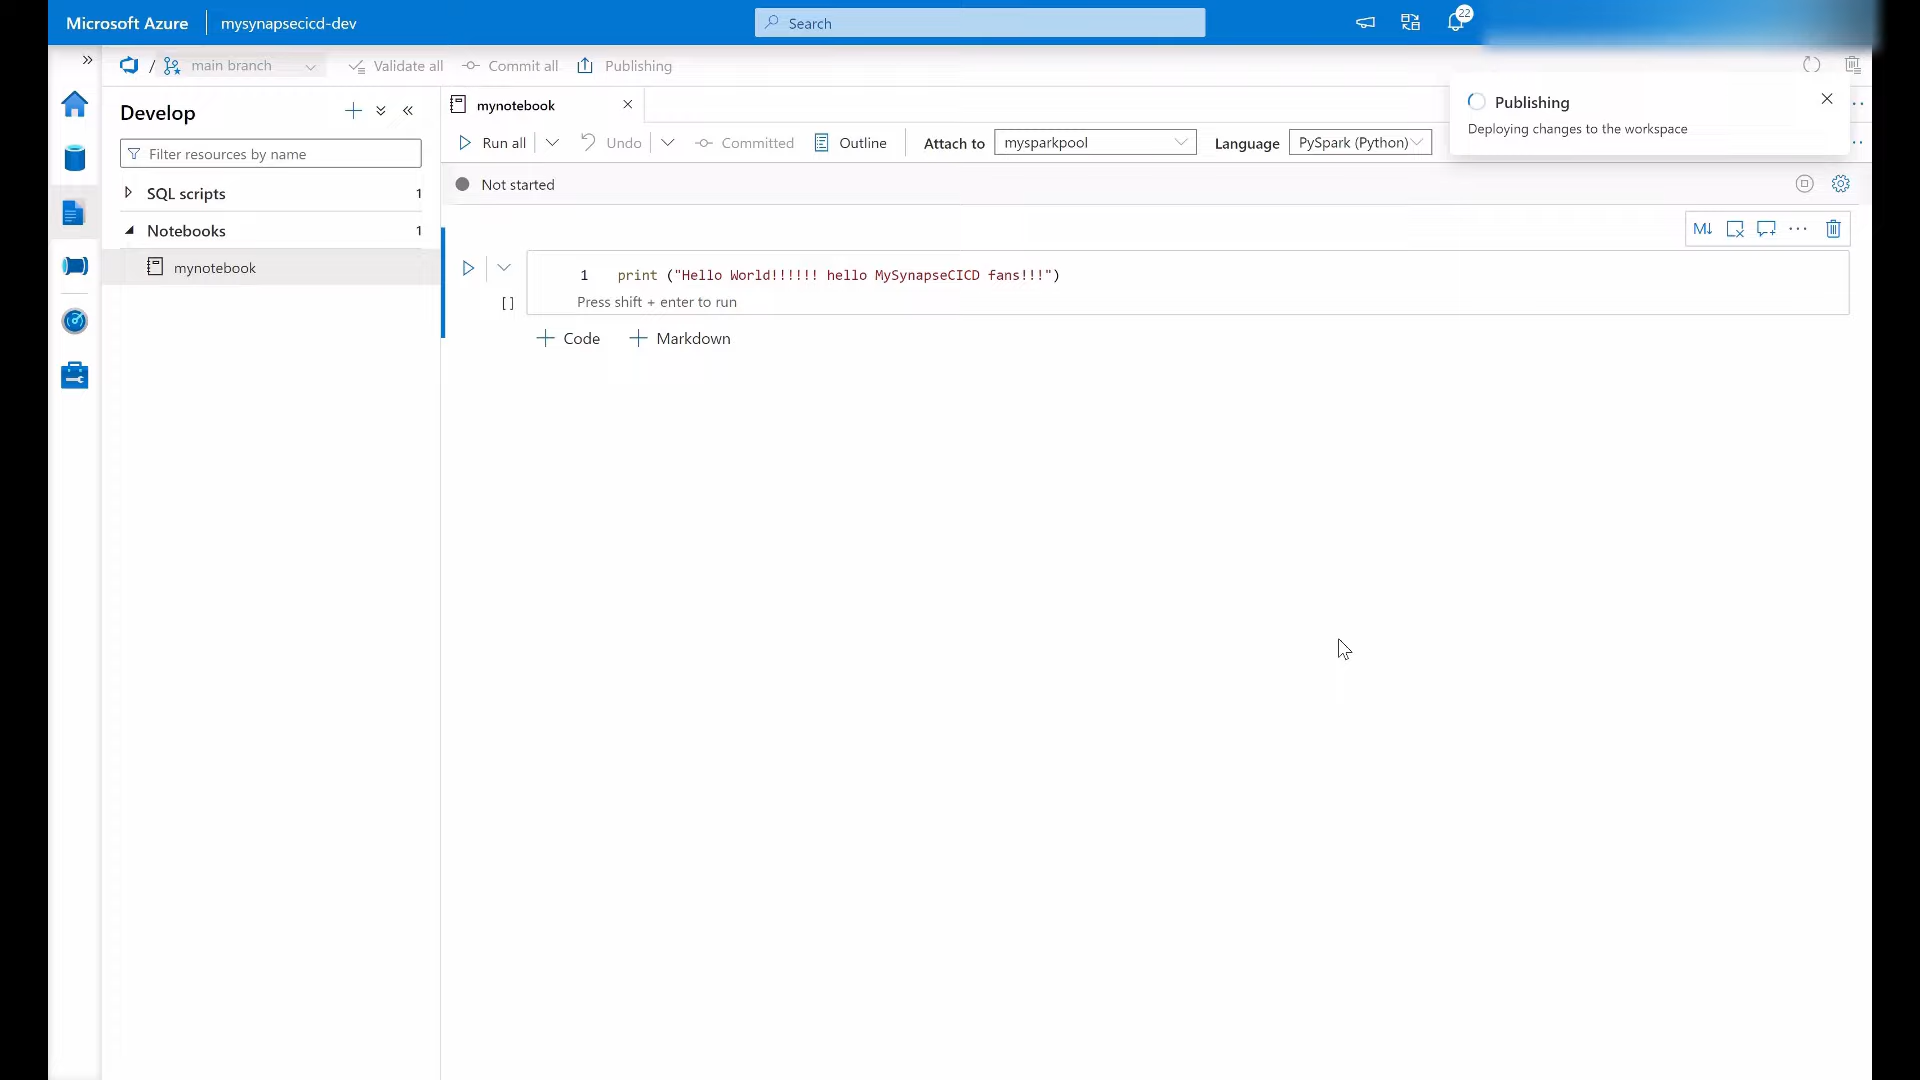 Microsoft Azure mysynapsecicd-dev Search 22
/ main branch Validate all Commit all Publishing
Develop
mynotebook
Publishing
Deploying changes to the workspace
Filter resources by name
Run all Undo Committed Outline Attach to mysparkpool Language PySpark (Python)
Not started
SQL scripts 1
Notebooks 1
mynotebook
M↓
1 print ("Hello World!!!!!! hello MySynapseCICD fans!!!")
[] Press shift + enter to run
Code Markdown